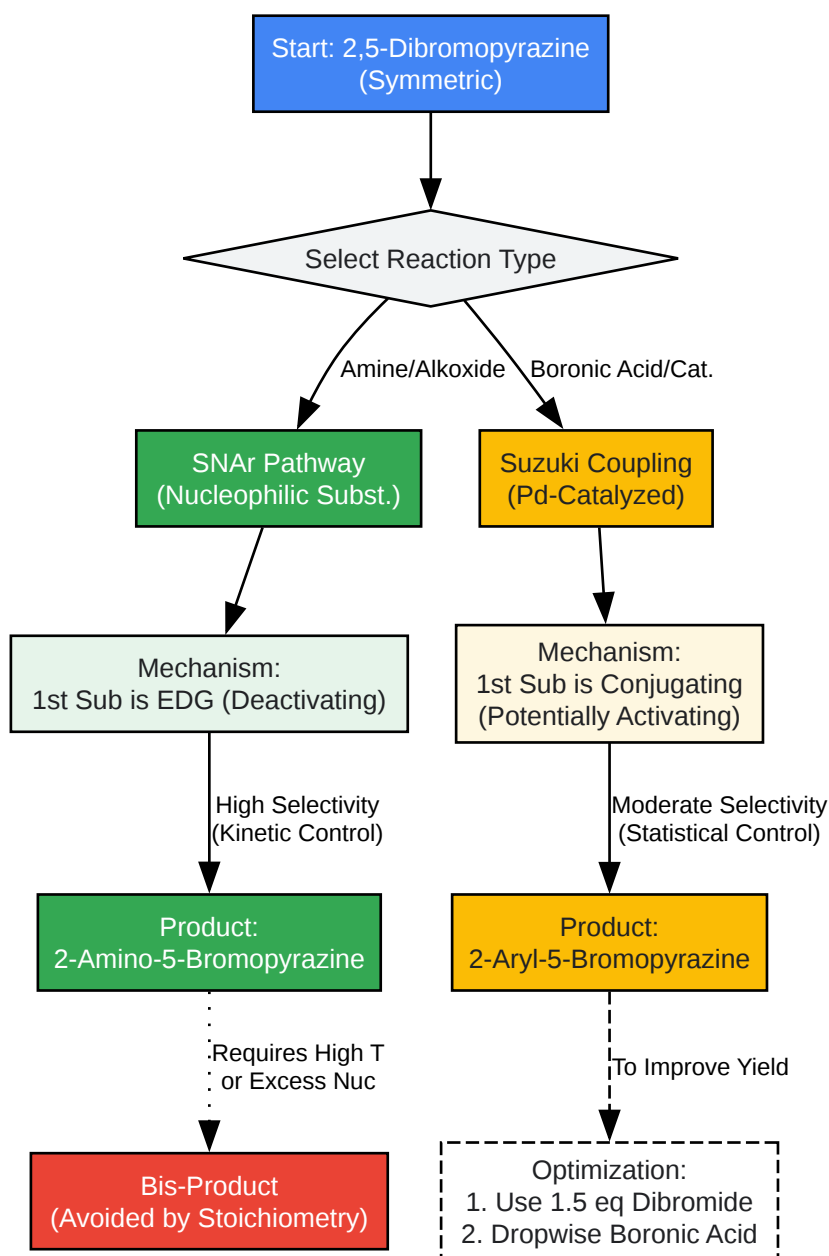 Start: 2,5-Dibromopyrazine
(Symmetric)
Select Reaction Type
Amine/Alkoxide
Boronic Acid/Cat.
SNAr Pathway
(Nucleophilic Subst.)
Suzuki Coupling
(Pd-Catalyzed)
Mechanism:
1st Sub is EDG (Deactivating)
Mechanism:
1st Sub is Conjugating
(Potentially Activating)
High Selectivity
(Kinetic Control)
Moderate Selectivity
(Statistical Control)
Product:
2-Amino-5-Bromopyrazine
Product:
2-Aryl-5-Bromopyrazine
Requires High T
or Excess Nuc
To Improve Yield
Bis-Product
(Avoided by Stoichiometry)
Optimization:
1. Use 1.5 eq Dibromide
2. Dropwise Boronic Acid